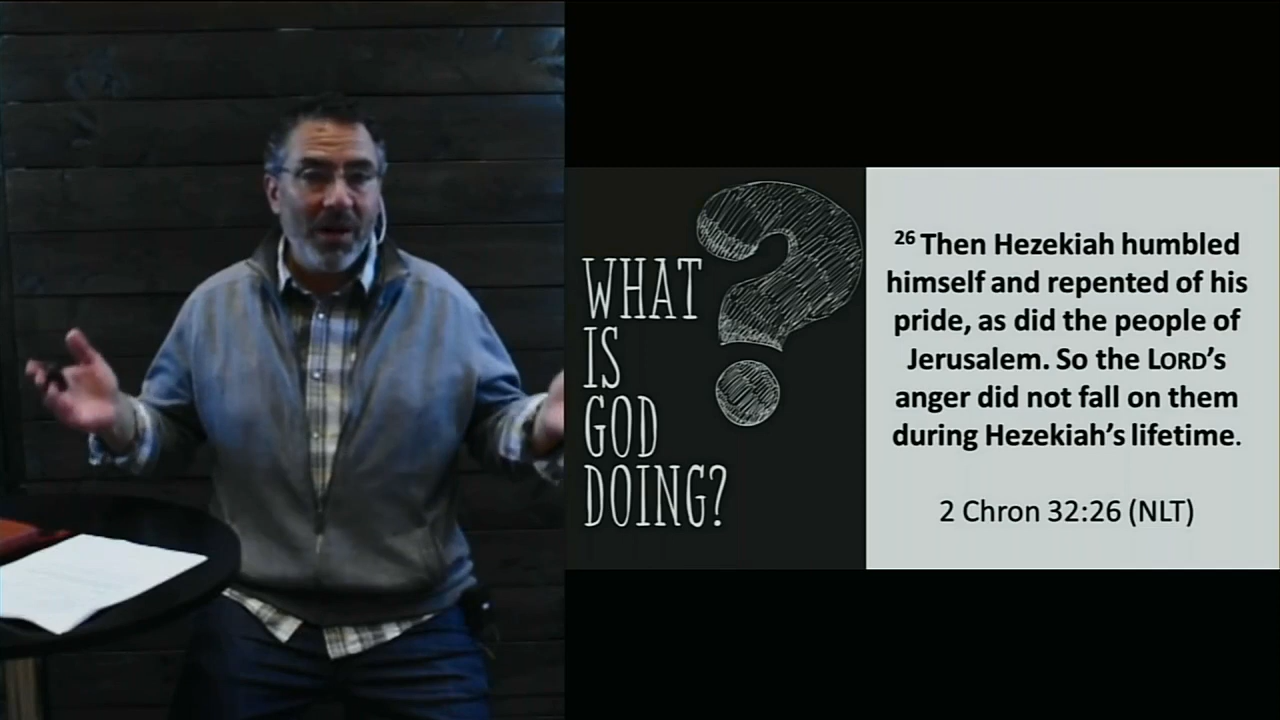 WHAT
IS
GOD
DOING?
26 Then Hezekiah humbled
himself and repented of his
pride, as did the people of
Jerusalem. So the LORD’s
anger did not fall on them
during Hezekiah’s lifetime.
2 Chron 32:26 (NLT)